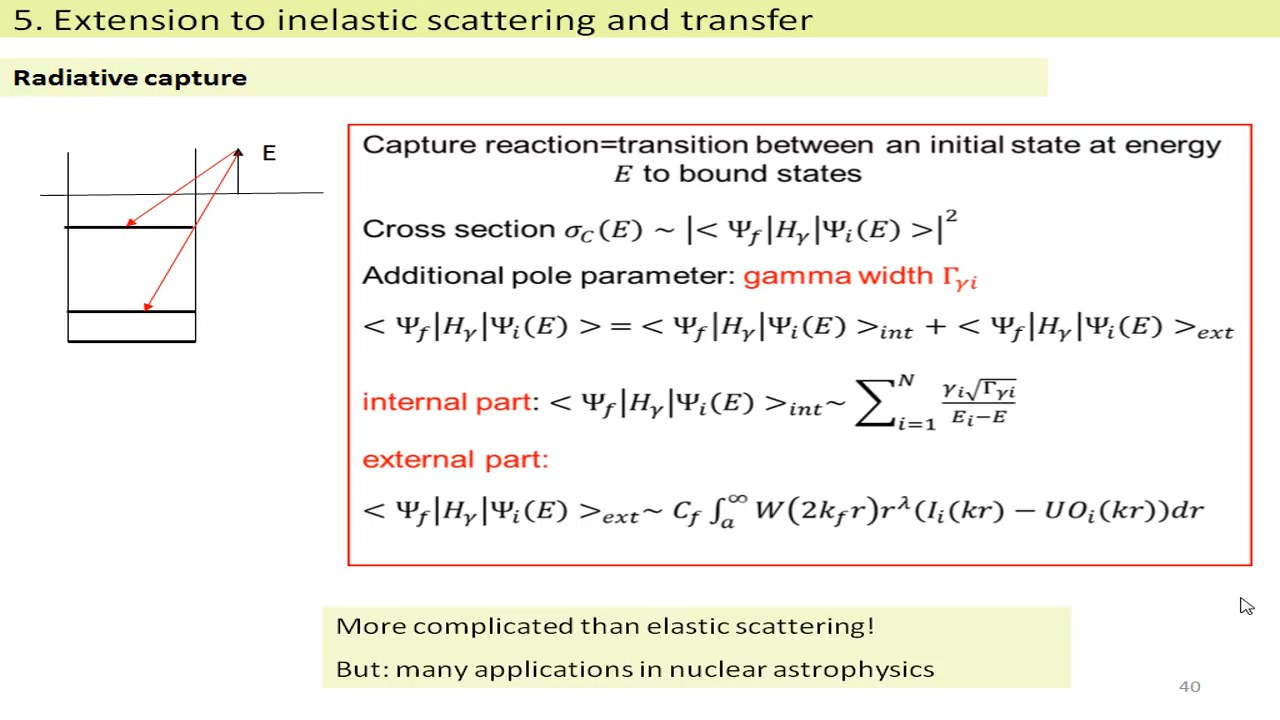 5. Extension to inelastic scattering and transfer
Radiative capture
E
Capture reaction=transition between an initial state at energy
E to bound states
Cross section σ_C(E) ~ |< Ψ_f|H_γ|Ψ_i(E) >|²
Additional pole parameter: gamma width Γ_γi
< Ψ_f|H_γ|Ψ_i(E) > = < Ψ_f|H_γ|Ψ_i(E) >_int + < Ψ_f|H_γ|Ψ_i(E) >_ext
internal part: < Ψ_f|H_γ|Ψ_i(E) >_int ~ ∑_{i=1}^{N} γ_i√Γ_γi / (E_i−E)
external part:
< Ψ_f|H_γ|Ψ_i(E) >_ext ~ C_f ∫_a^∞ W(2k_f r)r^λ(I_i(kr) − UO_i(kr))dr
More complicated than elastic scattering!
But: many applications in nuclear astrophysics
40